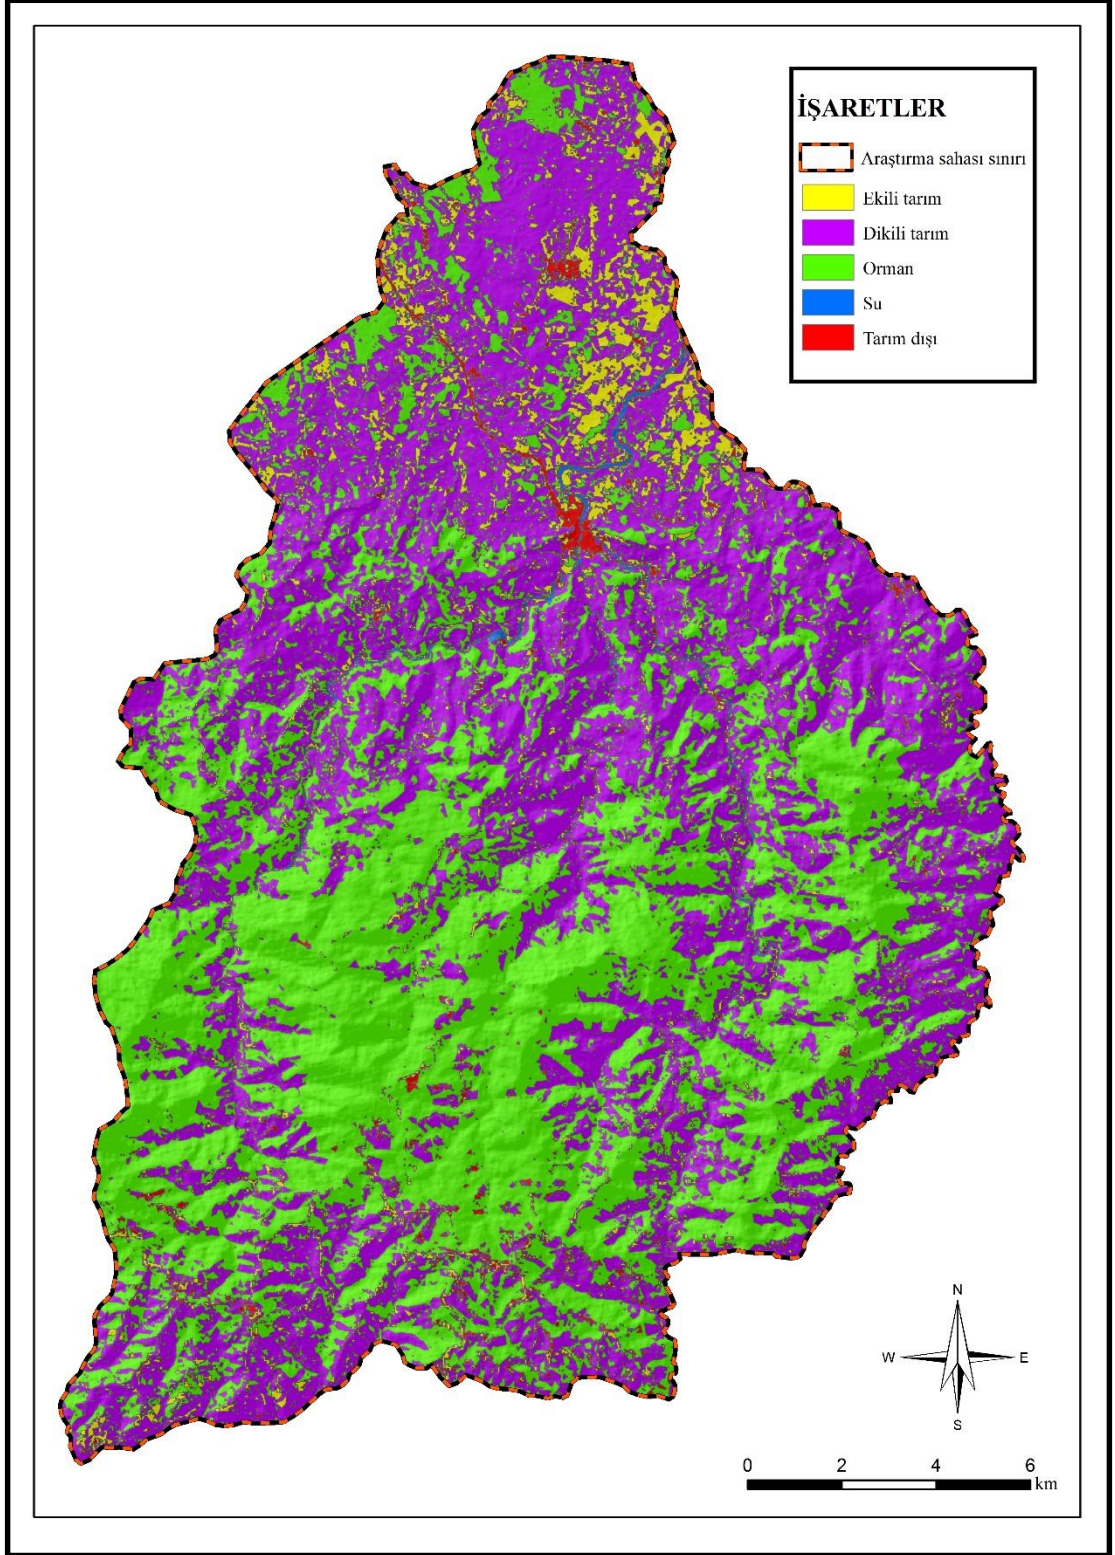 İŞARETLER
Araştırma sahası sınırı
Ekili tarım
Dikili tarım
Orman
Su
Tarım dışı
N
W E
S
0 2 4 6
km